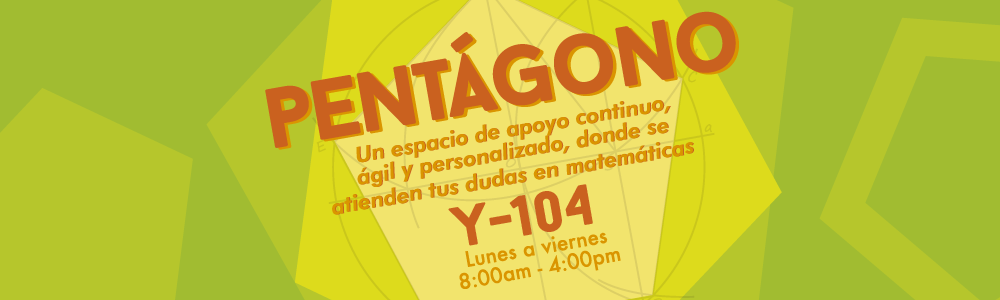 PENTÁGONO
Un espacio de apoyo continuo,
ágil y personalizado, donde se
atienden tus dudas en matemáticas
Y-104
Lunes a viernes
8:00am - 4:00pm